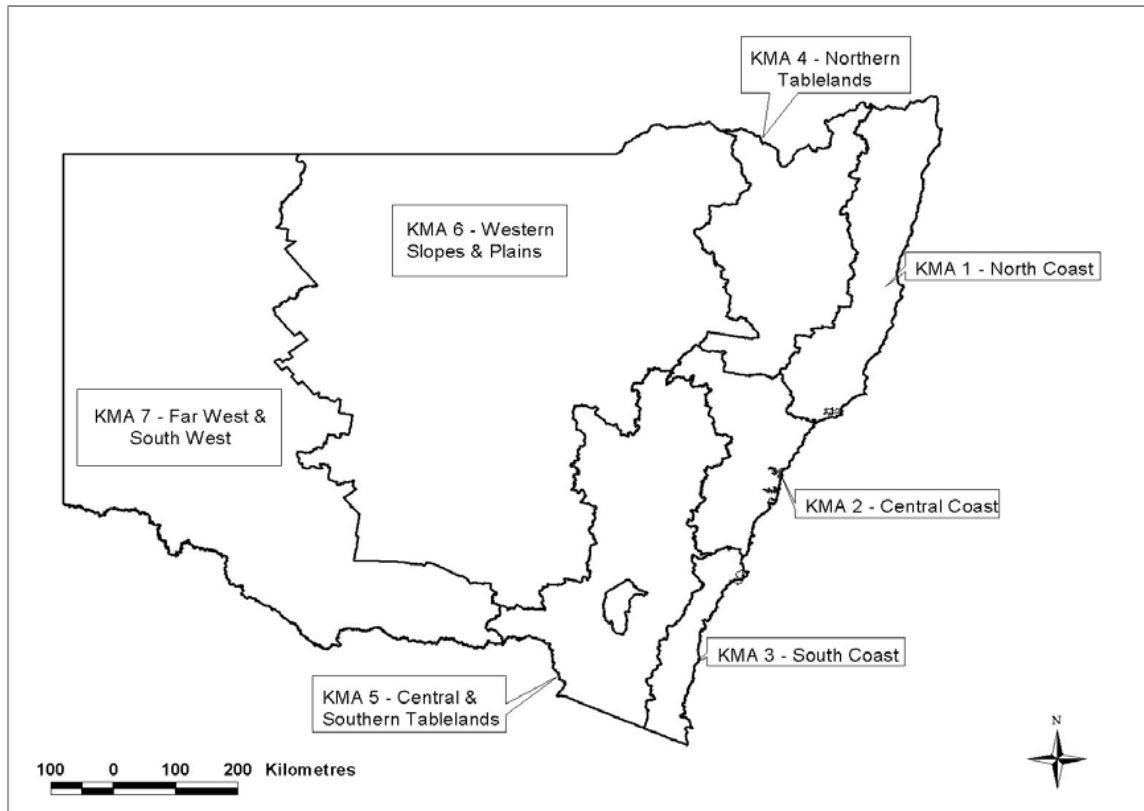 KMA 4 - Northern
Tablelands
KMA 6 - Western
Slopes & Plains
KMA 1 - North Coast
KMA 7 - Far West &
South West
KMA 2 - Central Coast
KMA 3 - South Coast
KMA 5 - Central &
Southern Tablelands
N
100 0 100 200 Kilometres